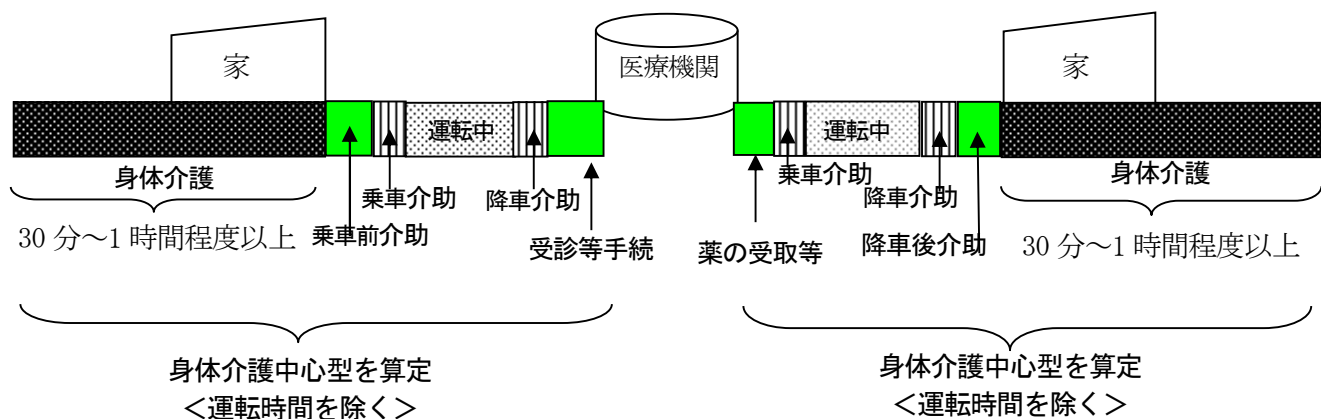 家
医療機関
家
運転中
運転中
身体介護
乗車介助
降車介助
乗車介助
降車介助
身体介護
30 分～1 時間程度以上
乗車前介助
受診等手続
薬の受取等
降車後介助
30 分～1 時間程度以上
身体介護中心型を算定
＜運転時間を除く＞
身体介護中心型を算定
＜運転時間を除く＞